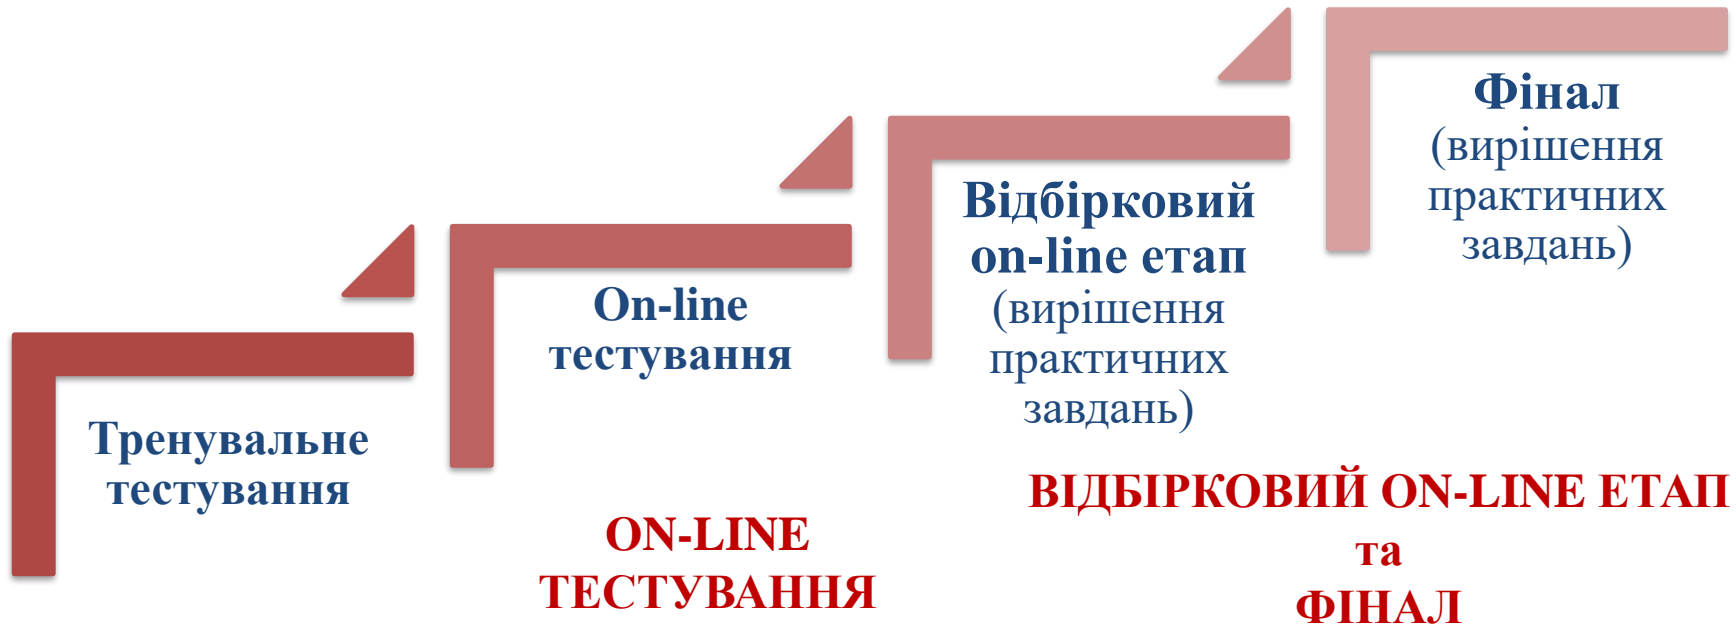 Тренувальне
тестування
On-line
тестування
Відбірковий
on-line етап
(вирішення
практичних
завдань)
Фінал
(вирішення
практичних
завдань)
ON-LINE
ТЕСТУВАННЯ
ВІДБІРКОВИЙ ON-LINE ЕТАП
та
ФІНАЛ